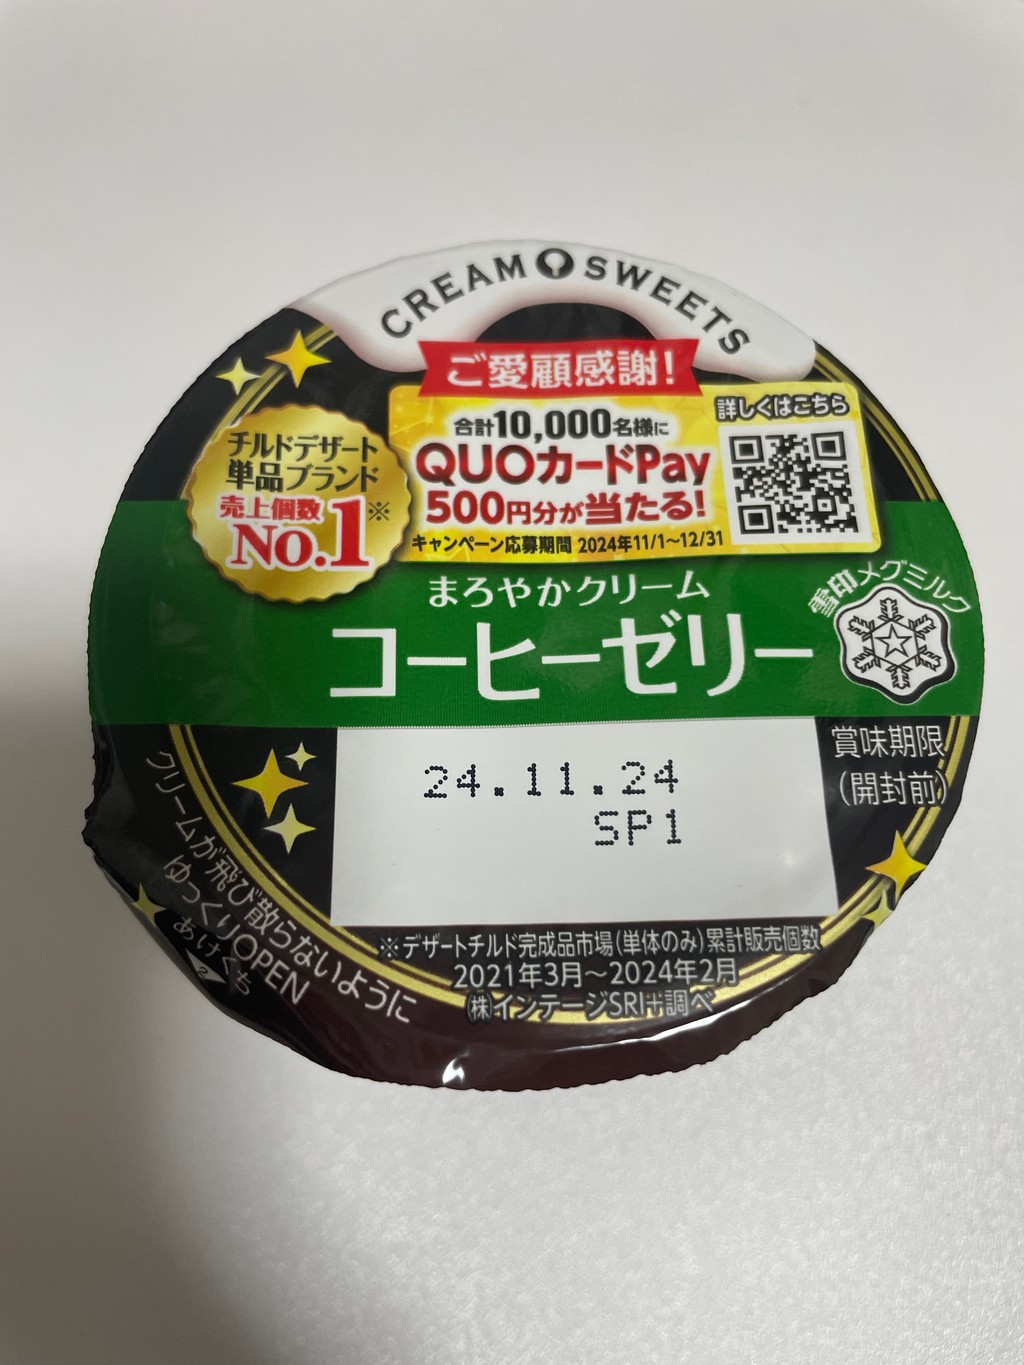 CREAM SWEETS
ご愛顧感謝!
チルドデザート
単品ブランド
売上個数
No.1※
合計10,000名様に
QUOカードPay
500円分が当たる!
キャンペーン応募期間 2024年11/1〜12/31
詳しくはこちら
まろやかクリーム
コーヒーゼリー
雪印メグミルク
賞味期限
(開封前)
24.11.24
SP1
※デザートチルド完成品市場(単体のみ)累計販売個数
2021年3月〜2024年2月
(株)インテージSRI+調べ
クリームが飛び散らないように
ゆっくりOPEN
あけくち
2